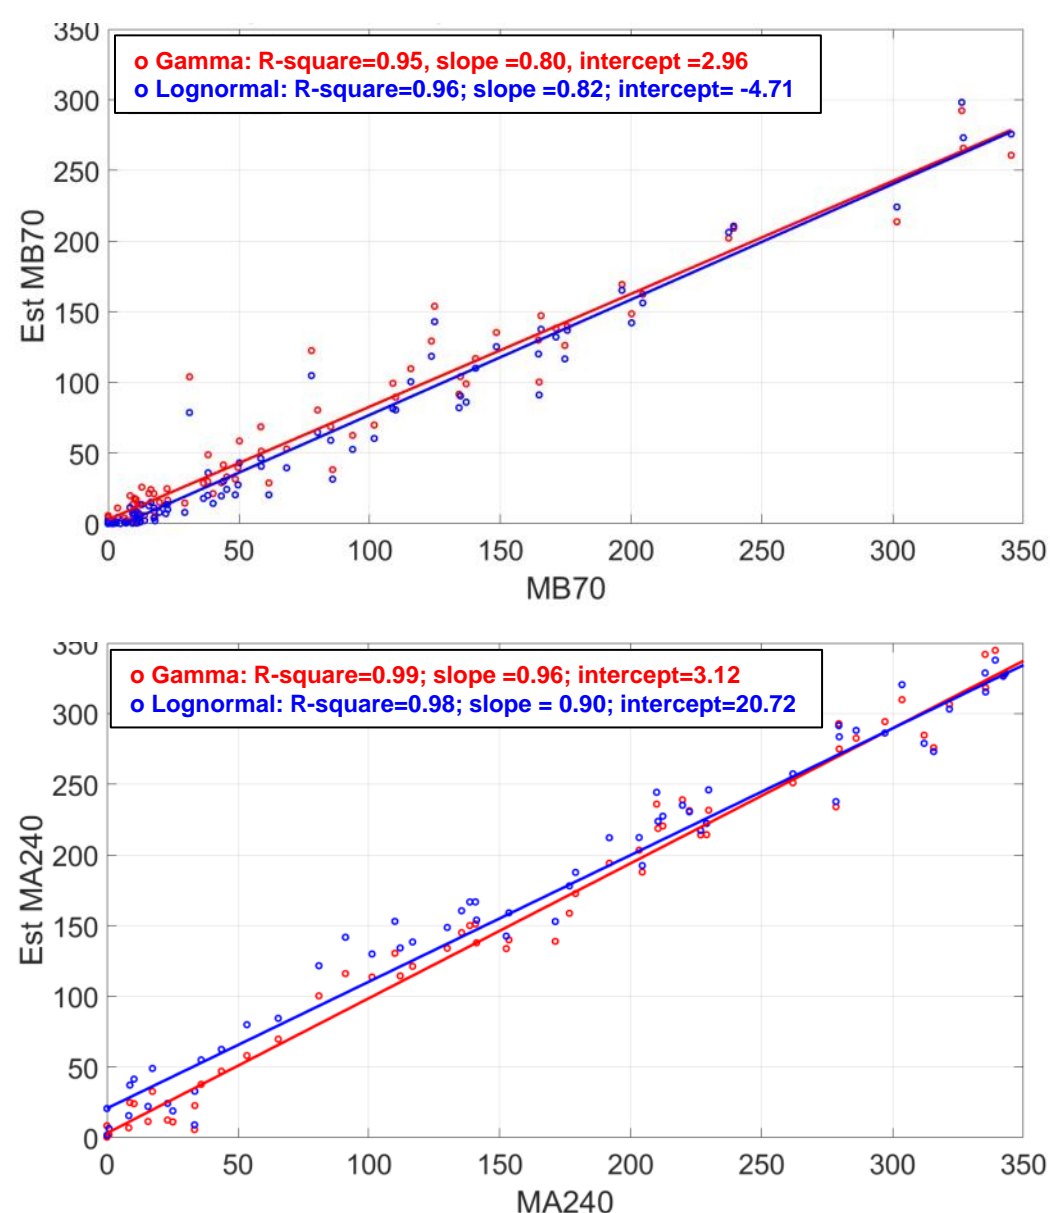 350
o Gamma: R-square=0.95, slope =0.80, intercept =2.96
o Lognormal: R-square=0.96; slope =0.82; intercept= -4.71
300
250
200
150
100
50
0
Est MB70
0 50 100 150 200 250 300 350
MB70
350
o Gamma: R-square=0.99; slope =0.96; intercept=3.12
o Lognormal: R-square=0.98; slope = 0.90; intercept=20.72
300
250
200
150
100
50
0
Est MA240
0 50 100 150 200 250 300 350
MA240